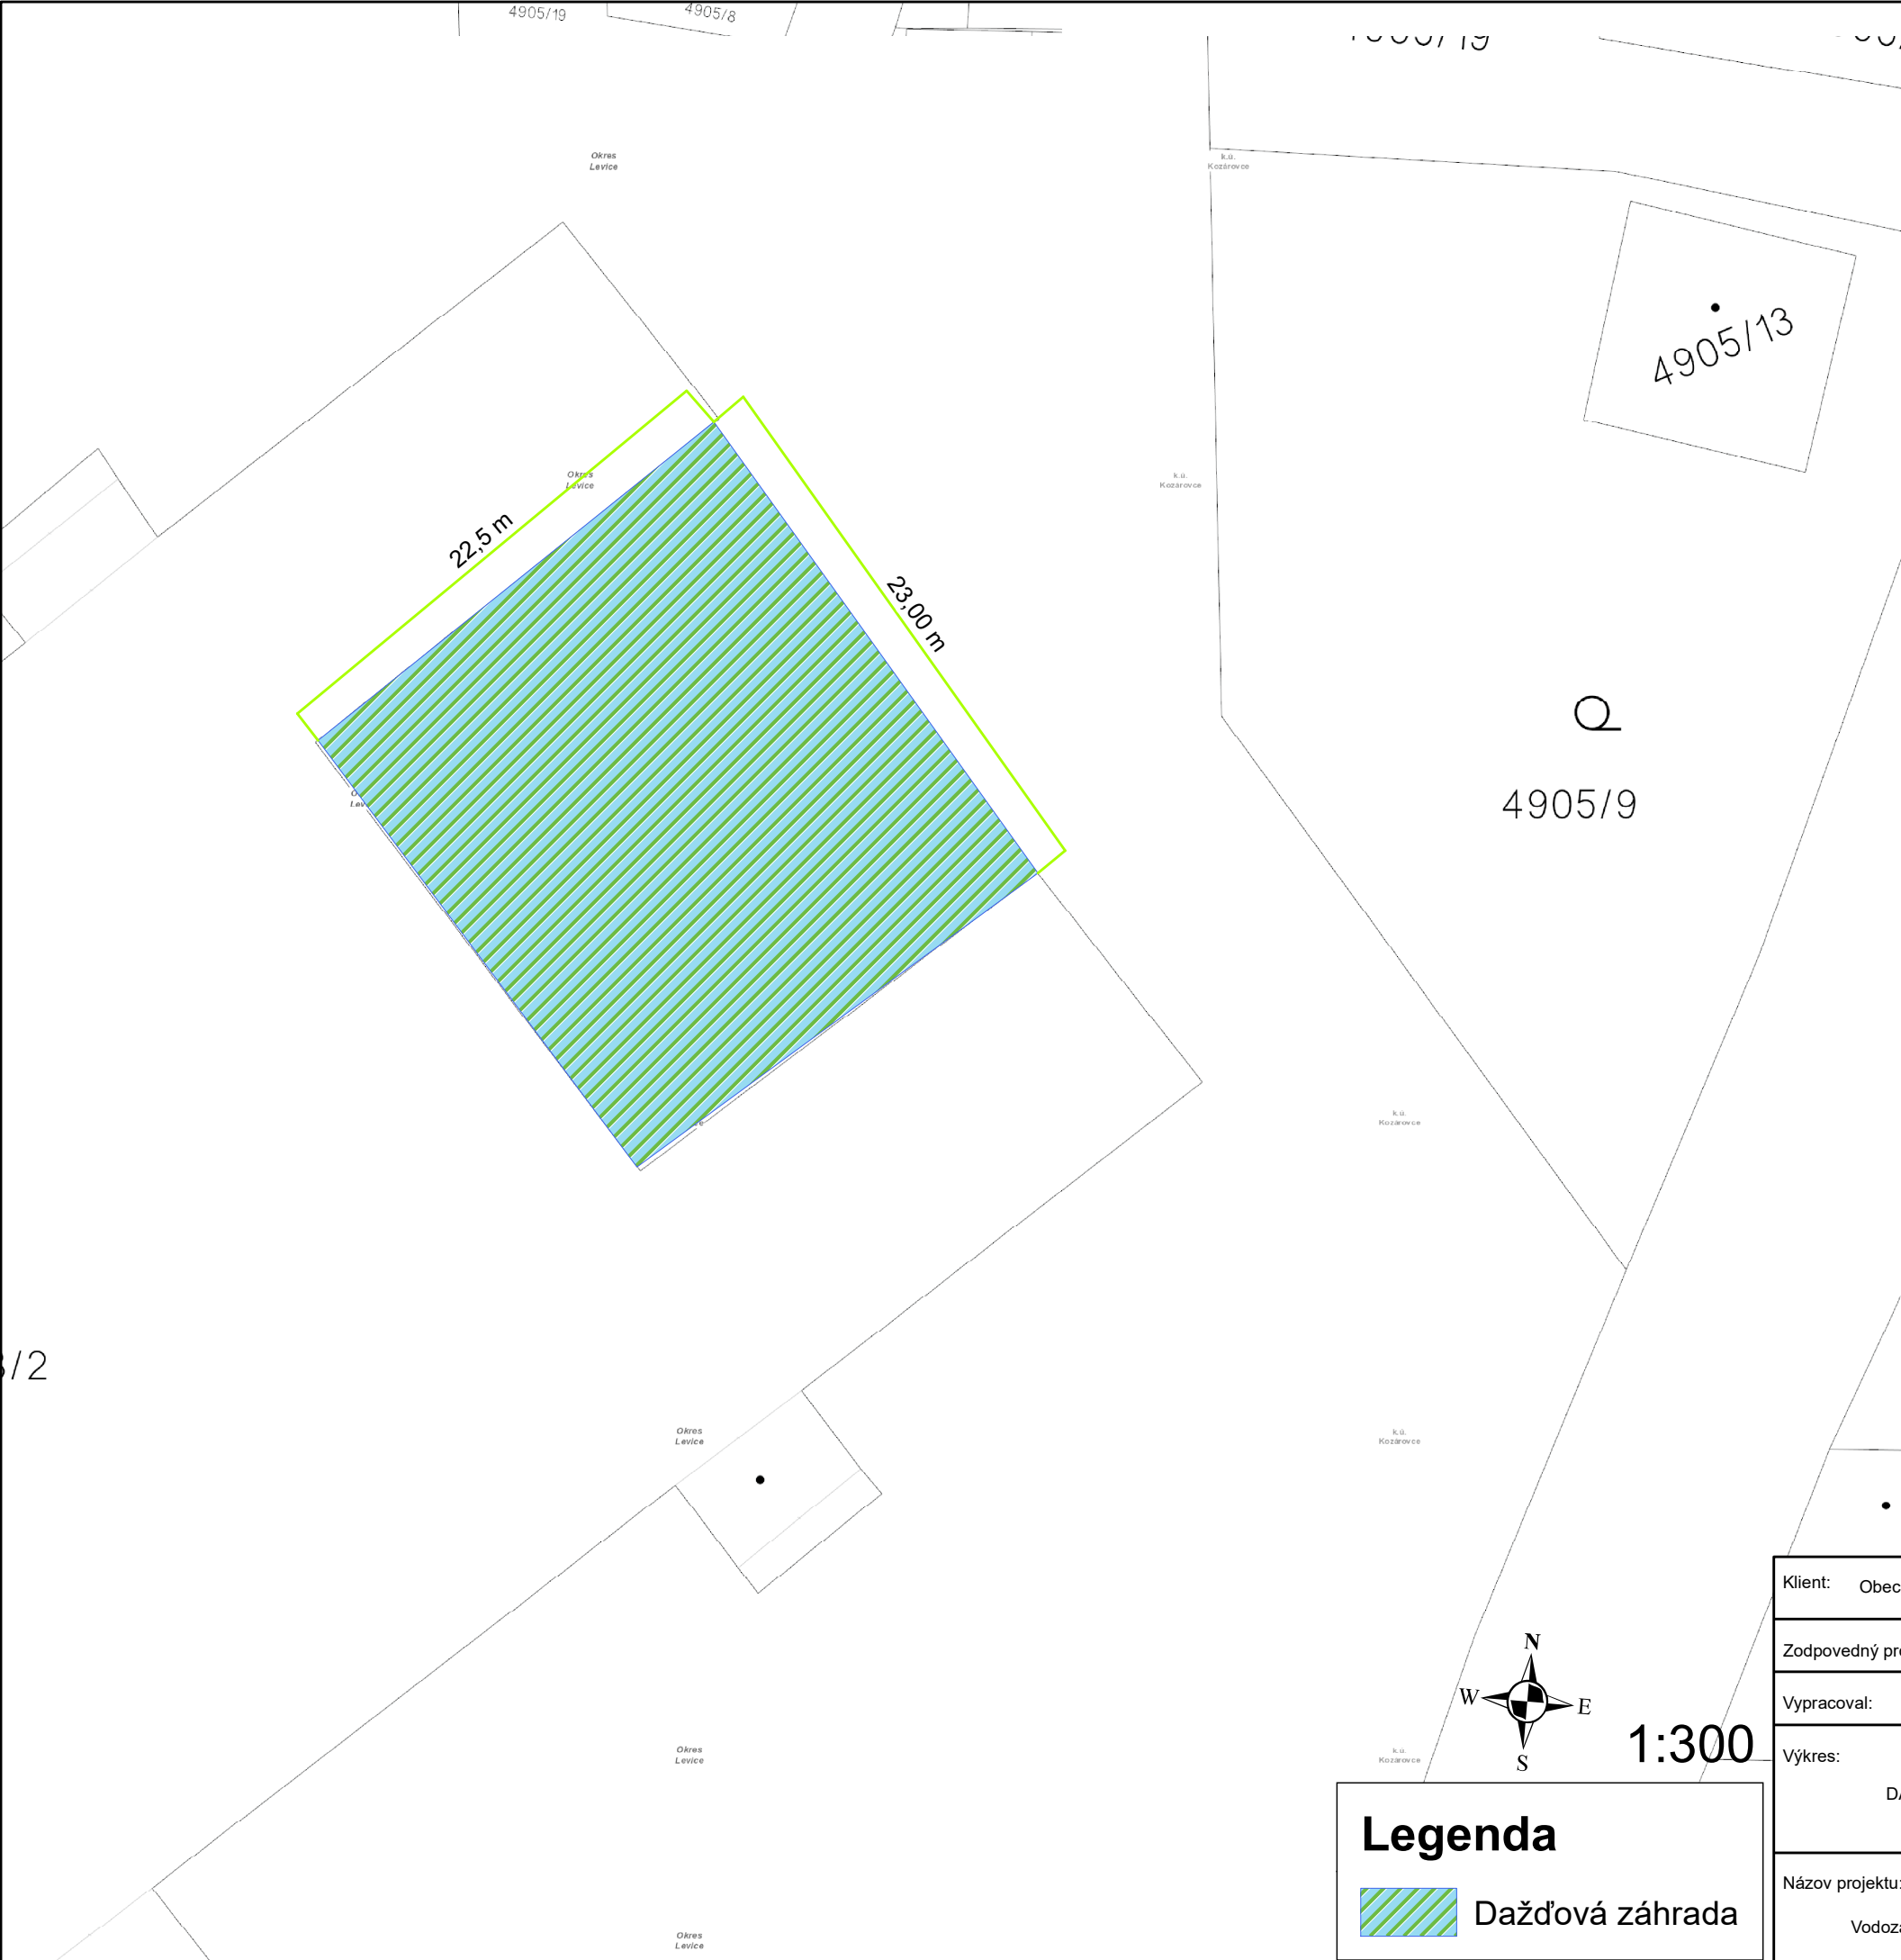 4905/19
4905/8
Okres
Levice
k.ú.
Kozárovce
4905/13
Okres
Levice
k.ú.
Kozárovce
22,5 m
23,00 m
4905/9
k.ú.
Kozárovce
/2
Okres
Levice
k.ú.
Kozárovce
Klient: Obec
Zodpovedný pr
Vypracoval:
N
W
E
S
1:300
Okres
Levice
k.ú.
Kozárovce
Výkres:
Legenda
Dažďová záhrada
Názov projektu:
Vodoz
Okres
Levice